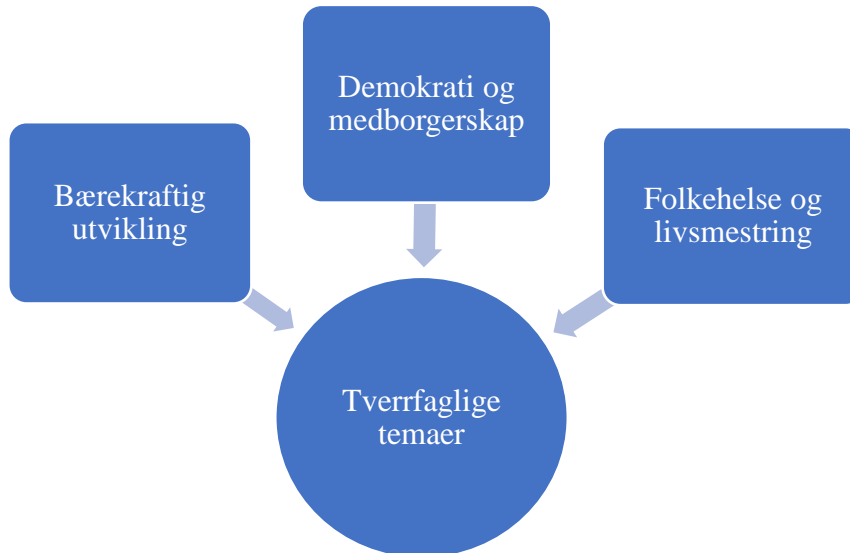 Demokrati og
medborgerskap
Bærekraftig
utvikling
Folkehelse og
livsmestring
Tverrfaglige
temaer